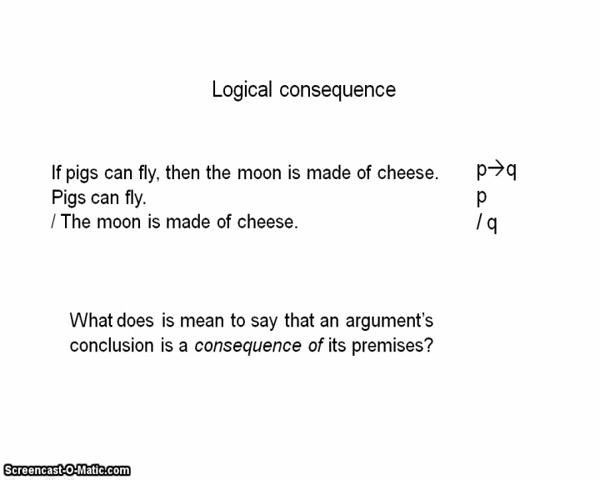 Logical consequence
If pigs can fly, then the moon is made of cheese. p→q
Pigs can fly. p
/ The moon is made of cheese. / q
What does is mean to say that an argument's
conclusion is a consequence of its premises?
Screencast-O-Matic.com